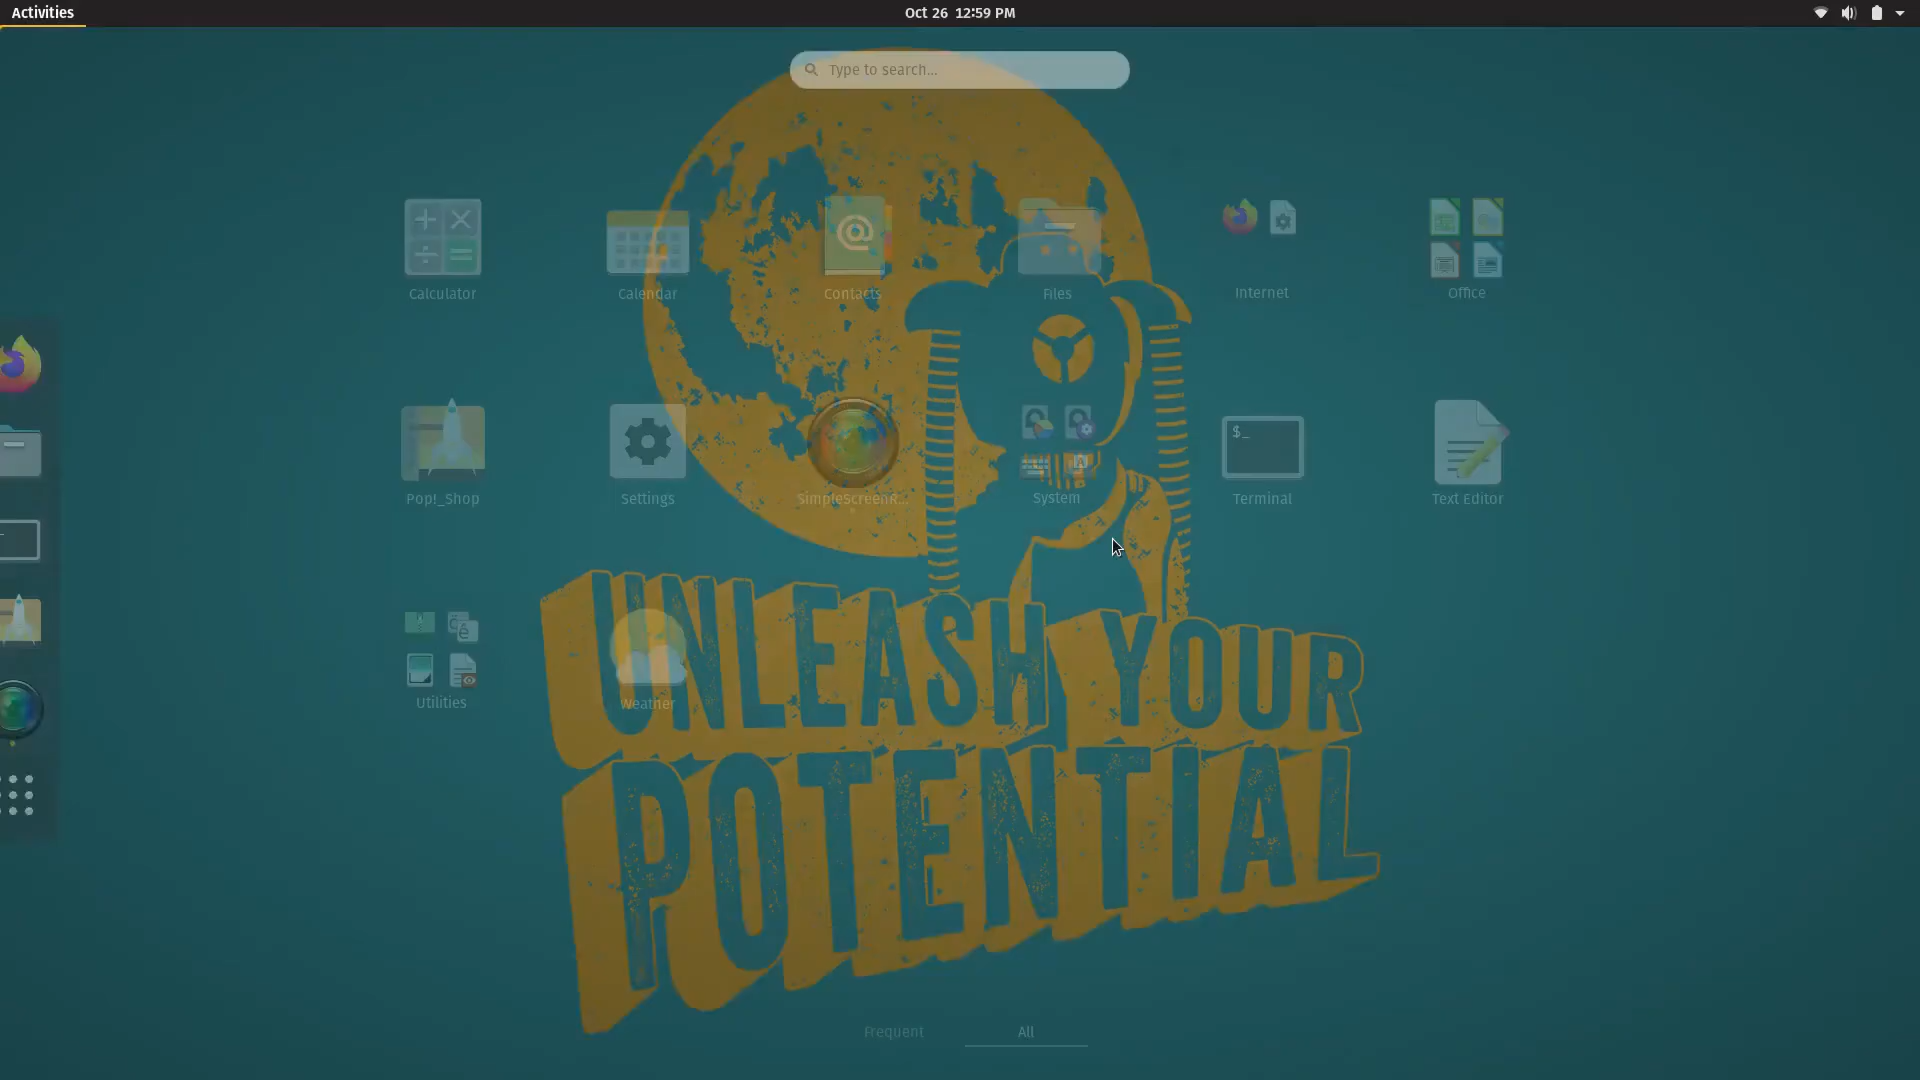 Activities
Oct 26 12:59 PM
Type to search...
Calculator
Calendar
Contacts
Files
Internet
Office
Pop!_Shop
Settings
SimpleScreenR...
System
$_
Terminal
Text Editor
Utilities
Weather
UNLEASH YOUR
POTENTIAL
Frequent
All